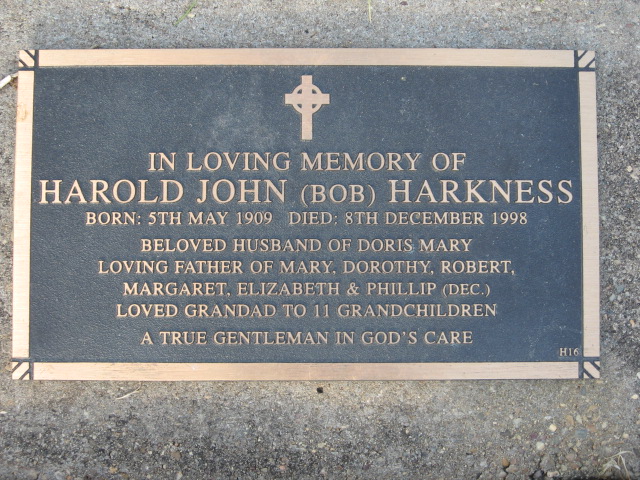 IN LOVING MEMORY OF
HAROLD JOHN (BOB) HARKNESS
BORN: 5TH MAY 1909 DIED: 8TH DECEMBER 1998
BELOVED HUSBAND OF DORIS MARY
LOVING FATHER OF MARY, DOROTHY, ROBERT,
MARGARET, ELIZABETH & PHILLIP (DEC.)
LOVED GRANDAD TO 11 GRANDCHILDREN
A TRUE GENTLEMAN IN GOD'S CARE
H16